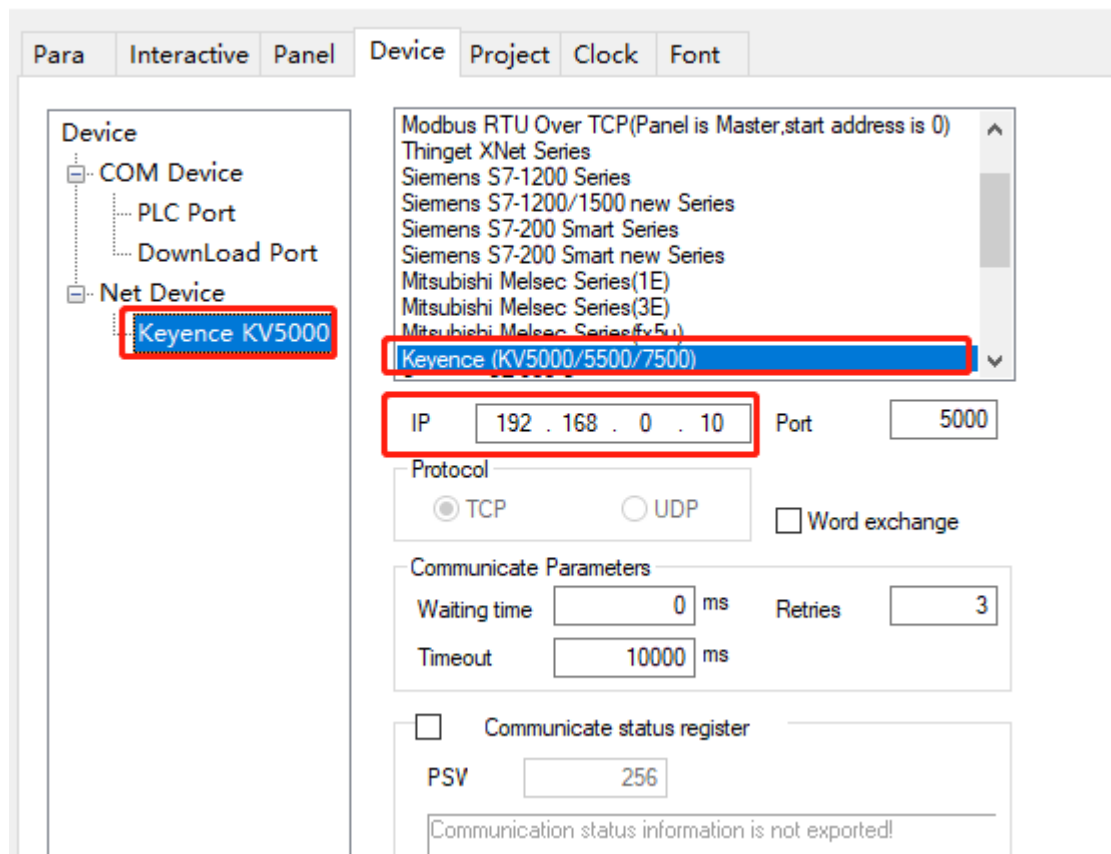 Para Interactive Panel Device Project Clock Font
Device
COM Device
PLC Port
DownLoad Port
Net Device
Keyence KV5000
Modbus RTU Over TCP(Panel is Master,start address is 0)
Thinget XNet Series
Siemens S7-1200 Series
Siemens S7-1200/1500 new Series
Siemens S7-200 Smart Series
Siemens S7-200 Smart new Series
Mitsubishi Melsec Series(1E)
Mitsubishi Melsec Series(3E)
Mitsubishi Melsec Series(fx5u)
Keyence (KV5000/5500/7500)
IP 192 . 168 . 0 . 10 Port 5000
Protocol
TCP UDP
Word exchange
Communicate Parameters
Waiting time 0 ms Retries 3
Timeout 10000 ms
Communicate status register
PSW 256
Communication status information is not exported!